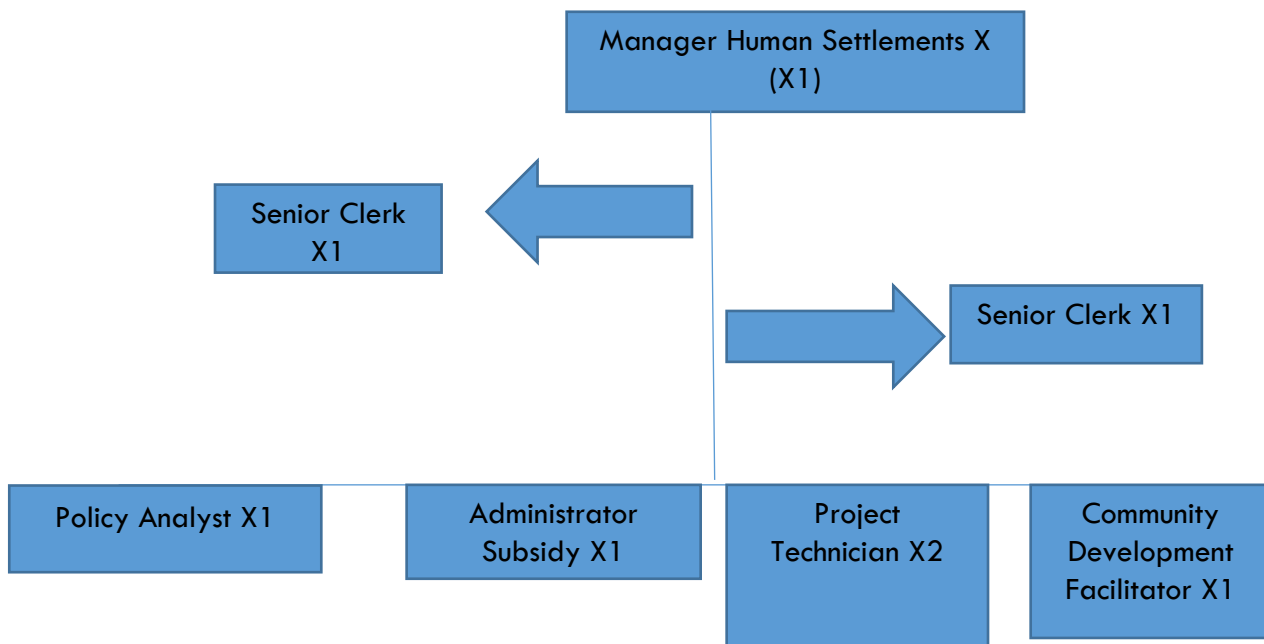 Manager Human Settlements X
(X1)
Senior Clerk
X1
Senior Clerk X1
Policy Analyst X1
Administrator
Subsidy X1
Project
Technician X2
Community
Development
Facilitator X1